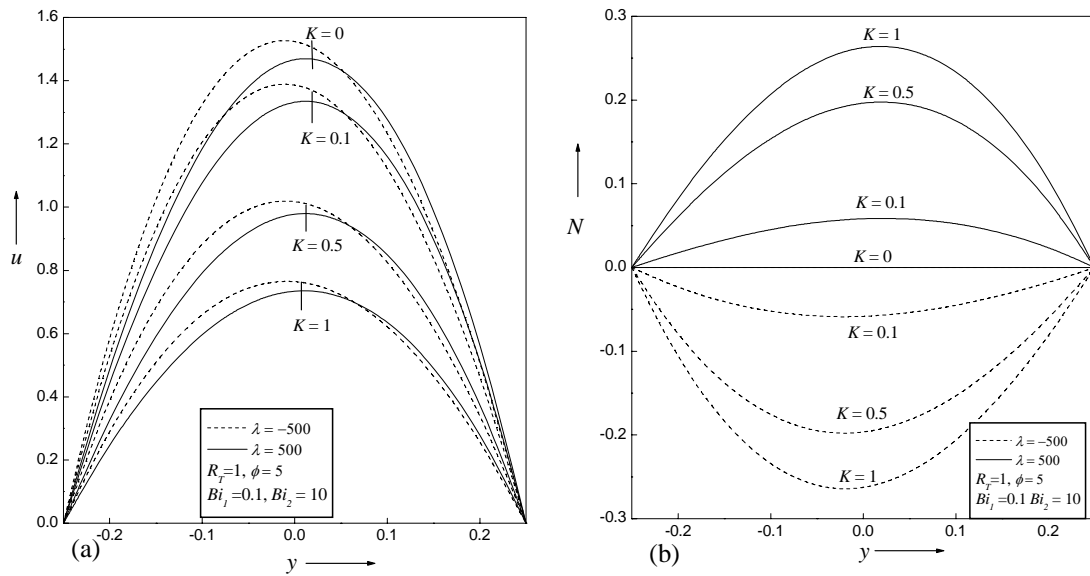 1.6
1.4
1.2
1.0
0.8
0.6
0.4
0.2
0.0
u
K = 0
K = 0.1
K = 0.5
K = 1
λ = −500
λ = 500
R_T=1, ϕ = 5
Bi_1 =0.1, Bi_2 = 10
-0.2
-0.1
0.0
0.1
0.2
(a)
y
0.3
0.2
0.1
0.0
-0.1
-0.2
-0.3
N
K = 1
K = 0.5
K = 0.1
K = 0
K = 0.1
K = 0.5
K = 1
λ = −500
λ = 500
R_T=1, ϕ = 5
Bi_1 =0.1 Bi_2 = 10
-0.2
-0.1
0.0
0.1
0.2
(b)
y